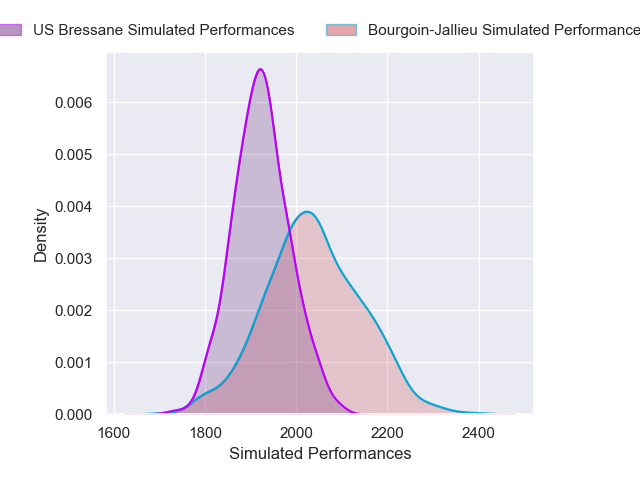 US Bressane Simulated Performances
Bourgoin-Jallieu Simulated Performance
0.006
0.005
0.004
0.003
0.002
0.001
0.000
Density
1600 1800 2000 2200 2400
Simulated Performances